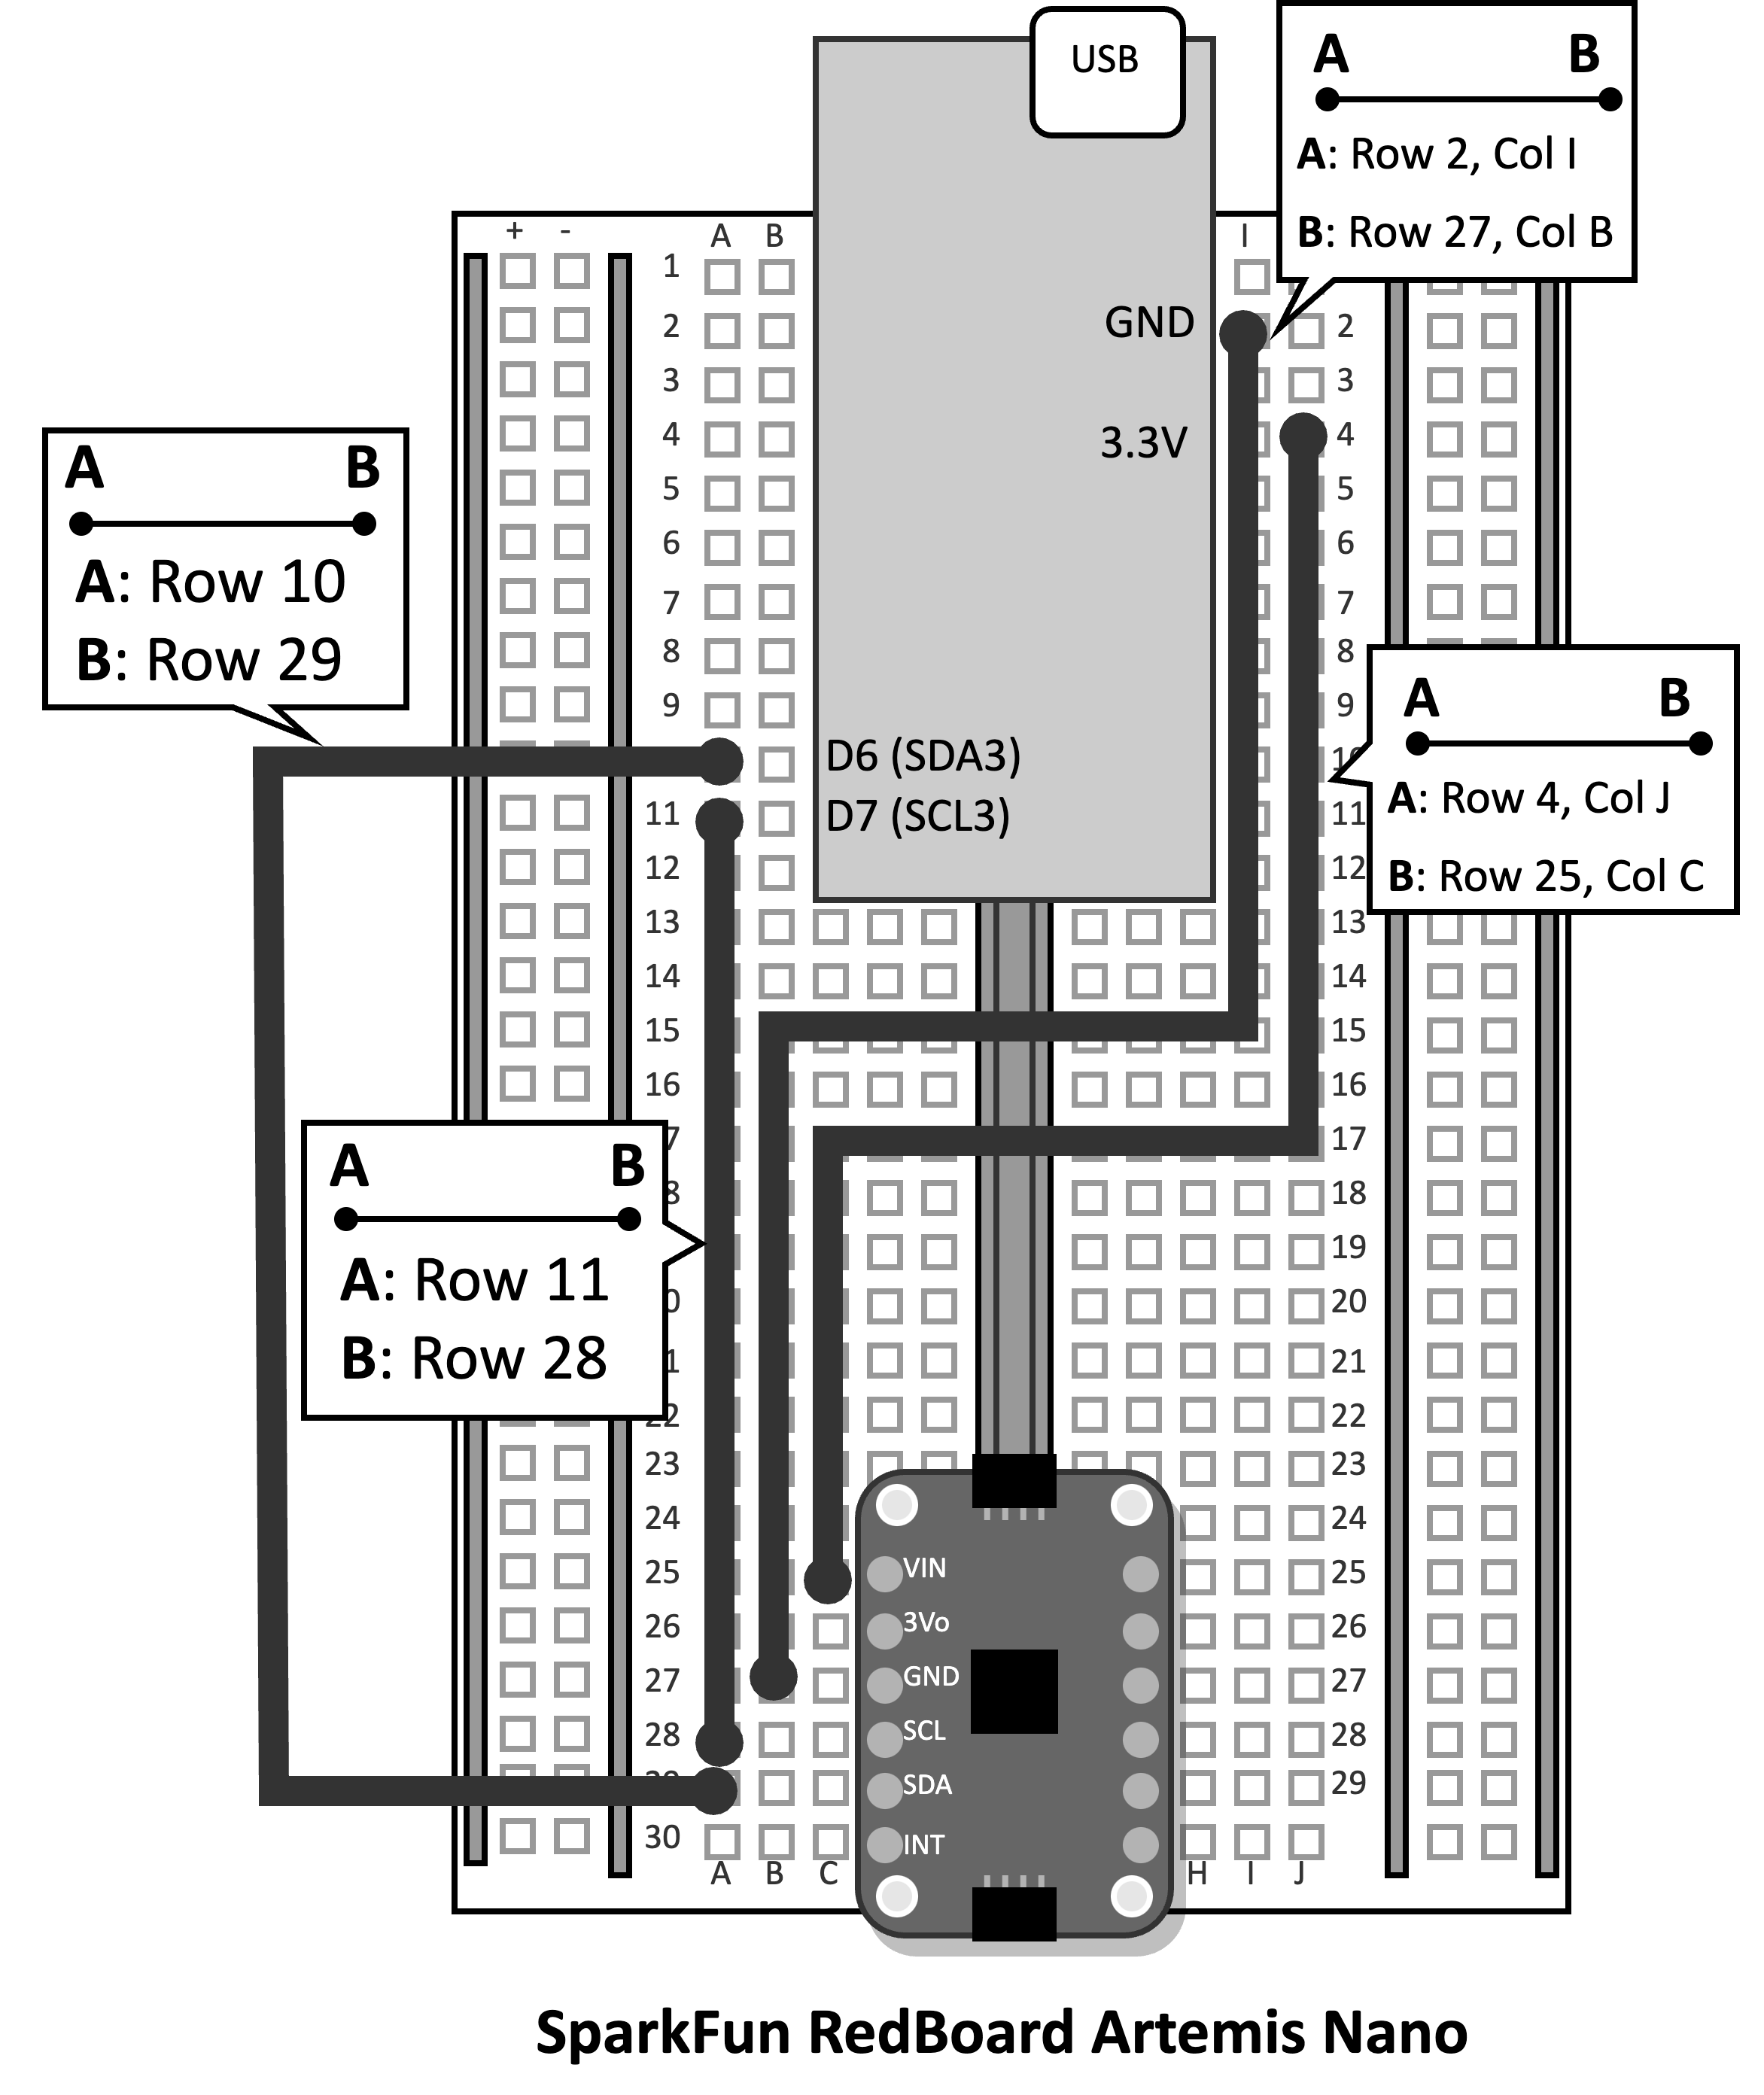 USB
A B
A: Row 2, Col I
B: Row 27, Col B
+ - A B I
1
GND 2 2
3 3
3.3V
4 4
A B
A: Row 10
B: Row 29
5 5
6 6
7 7
8 8
9 9
A B
A: Row 4, Col J
B: Row 25, Col C
D6 (SDA3)
11 D7 (SCL3) 11
12 12
13 13
14 14
15 15
16 16
17
A B
A: Row 11
B: Row 28
18
19
20
21
22
23 23
24 24
25 VIN 25
26 3Vo 26
27 GND 27
28 SCL 28
SDA 29
30 INT
A B C H I J
SparkFun RedBoard Artemis Nano